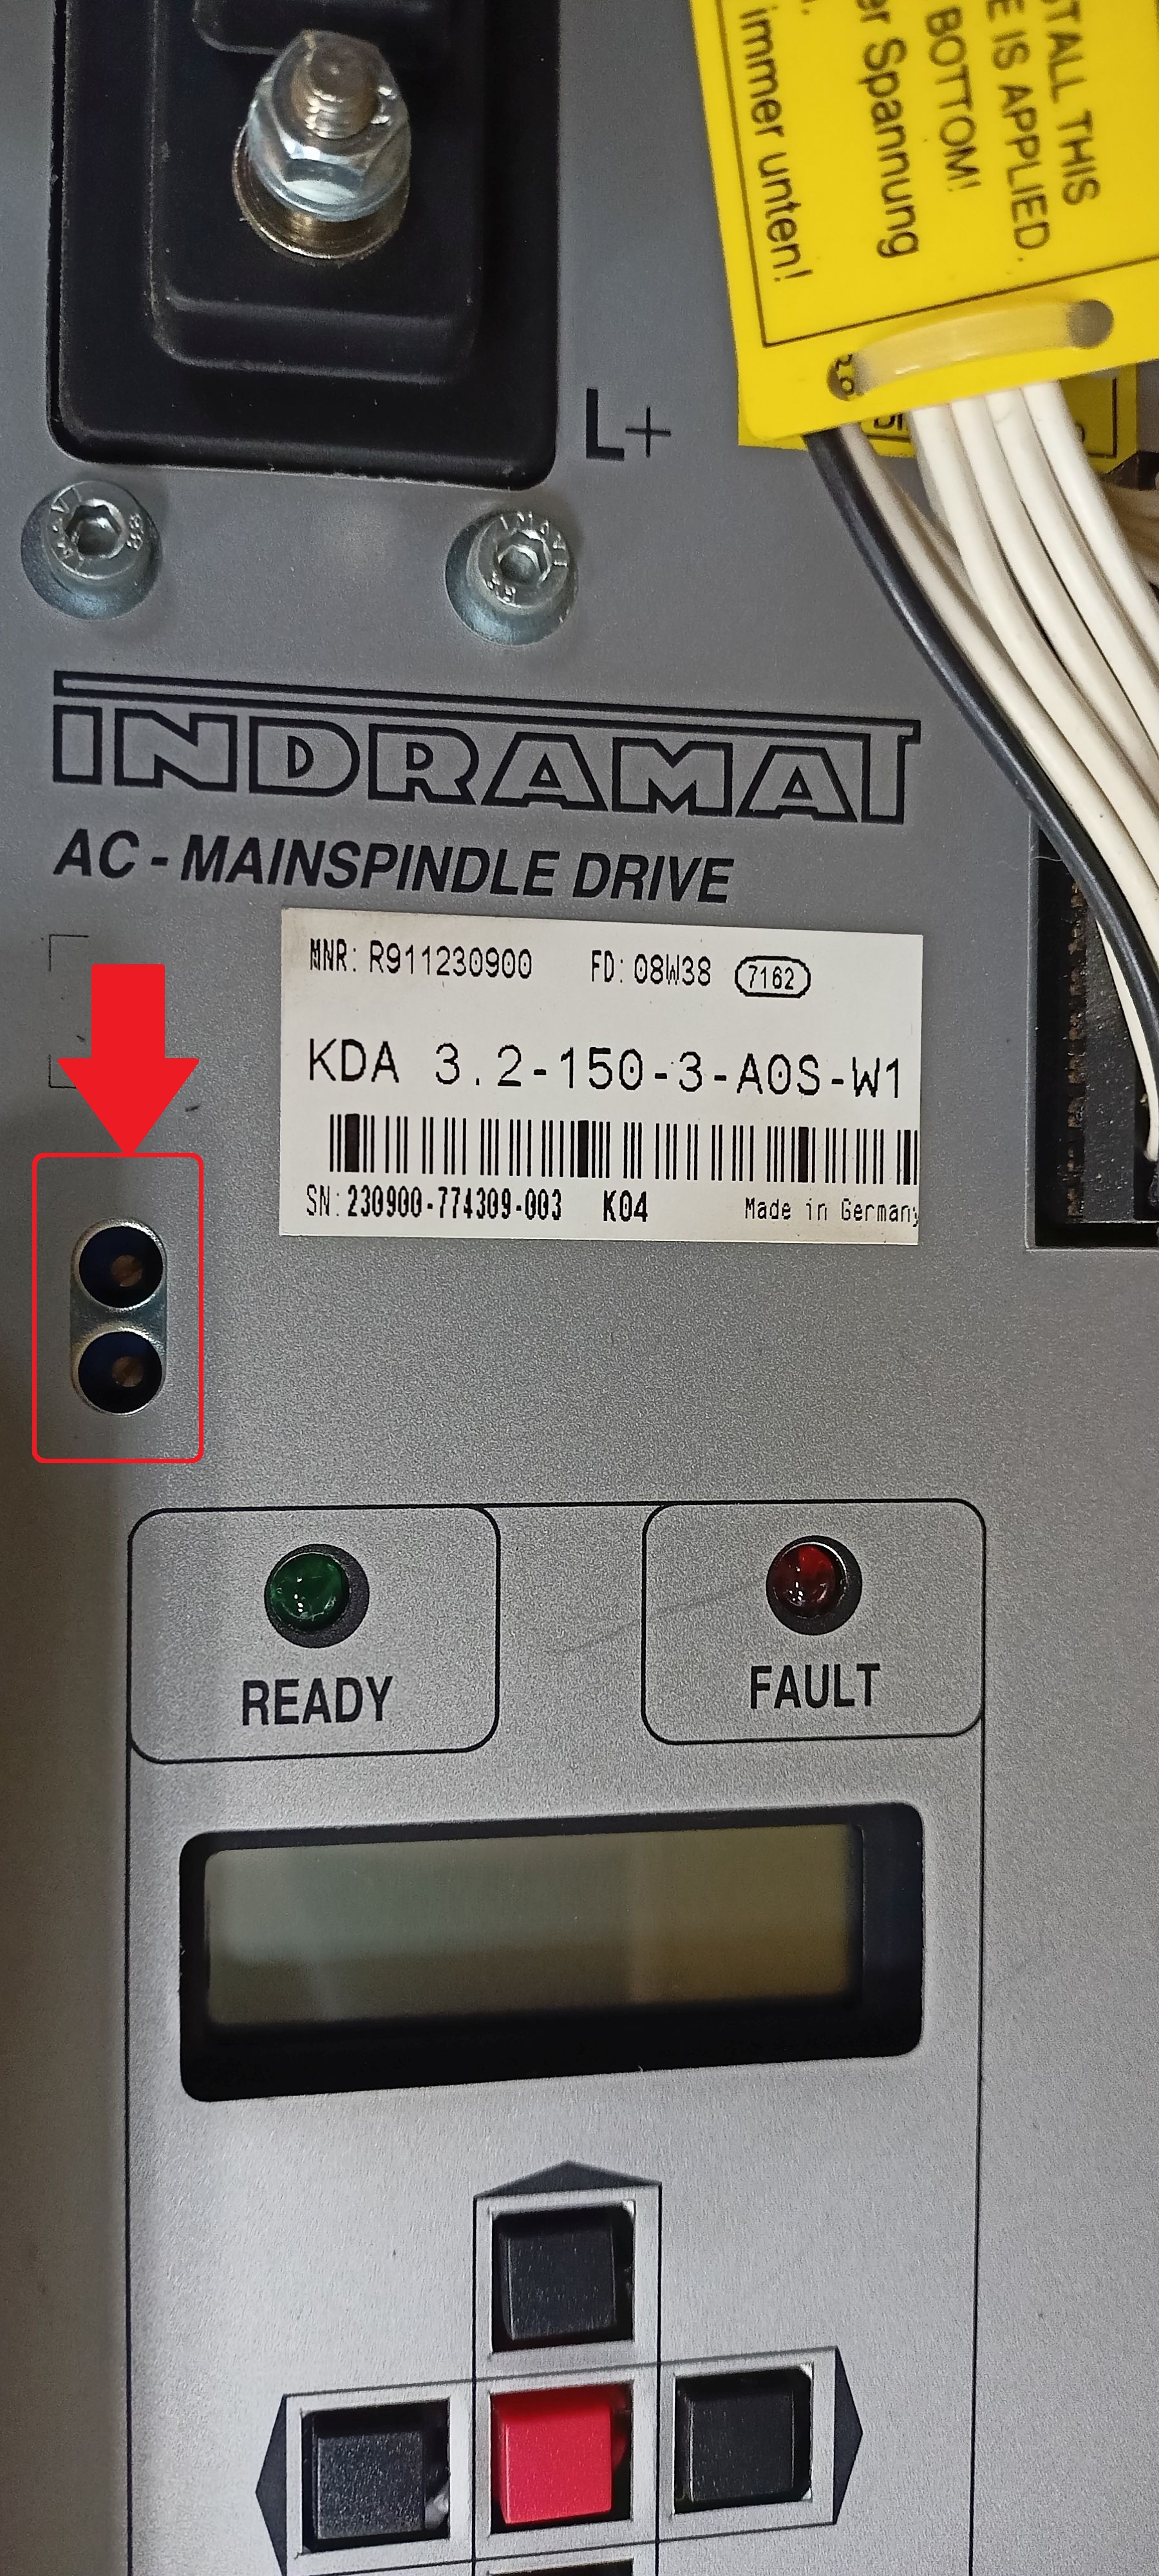 STALL THIS
E IS APPLIED.
BOTTOM!
er Spannung
immer unten!
L+
INDRAMAT
AC - MAINSPINDLE DRIVE
MNR: R911230900 FD: 08W38 7162
KDA 3.2-150-3-A0S-W1
SN: 230900-774309-003 K04 Made in Germany
READY
FAULT